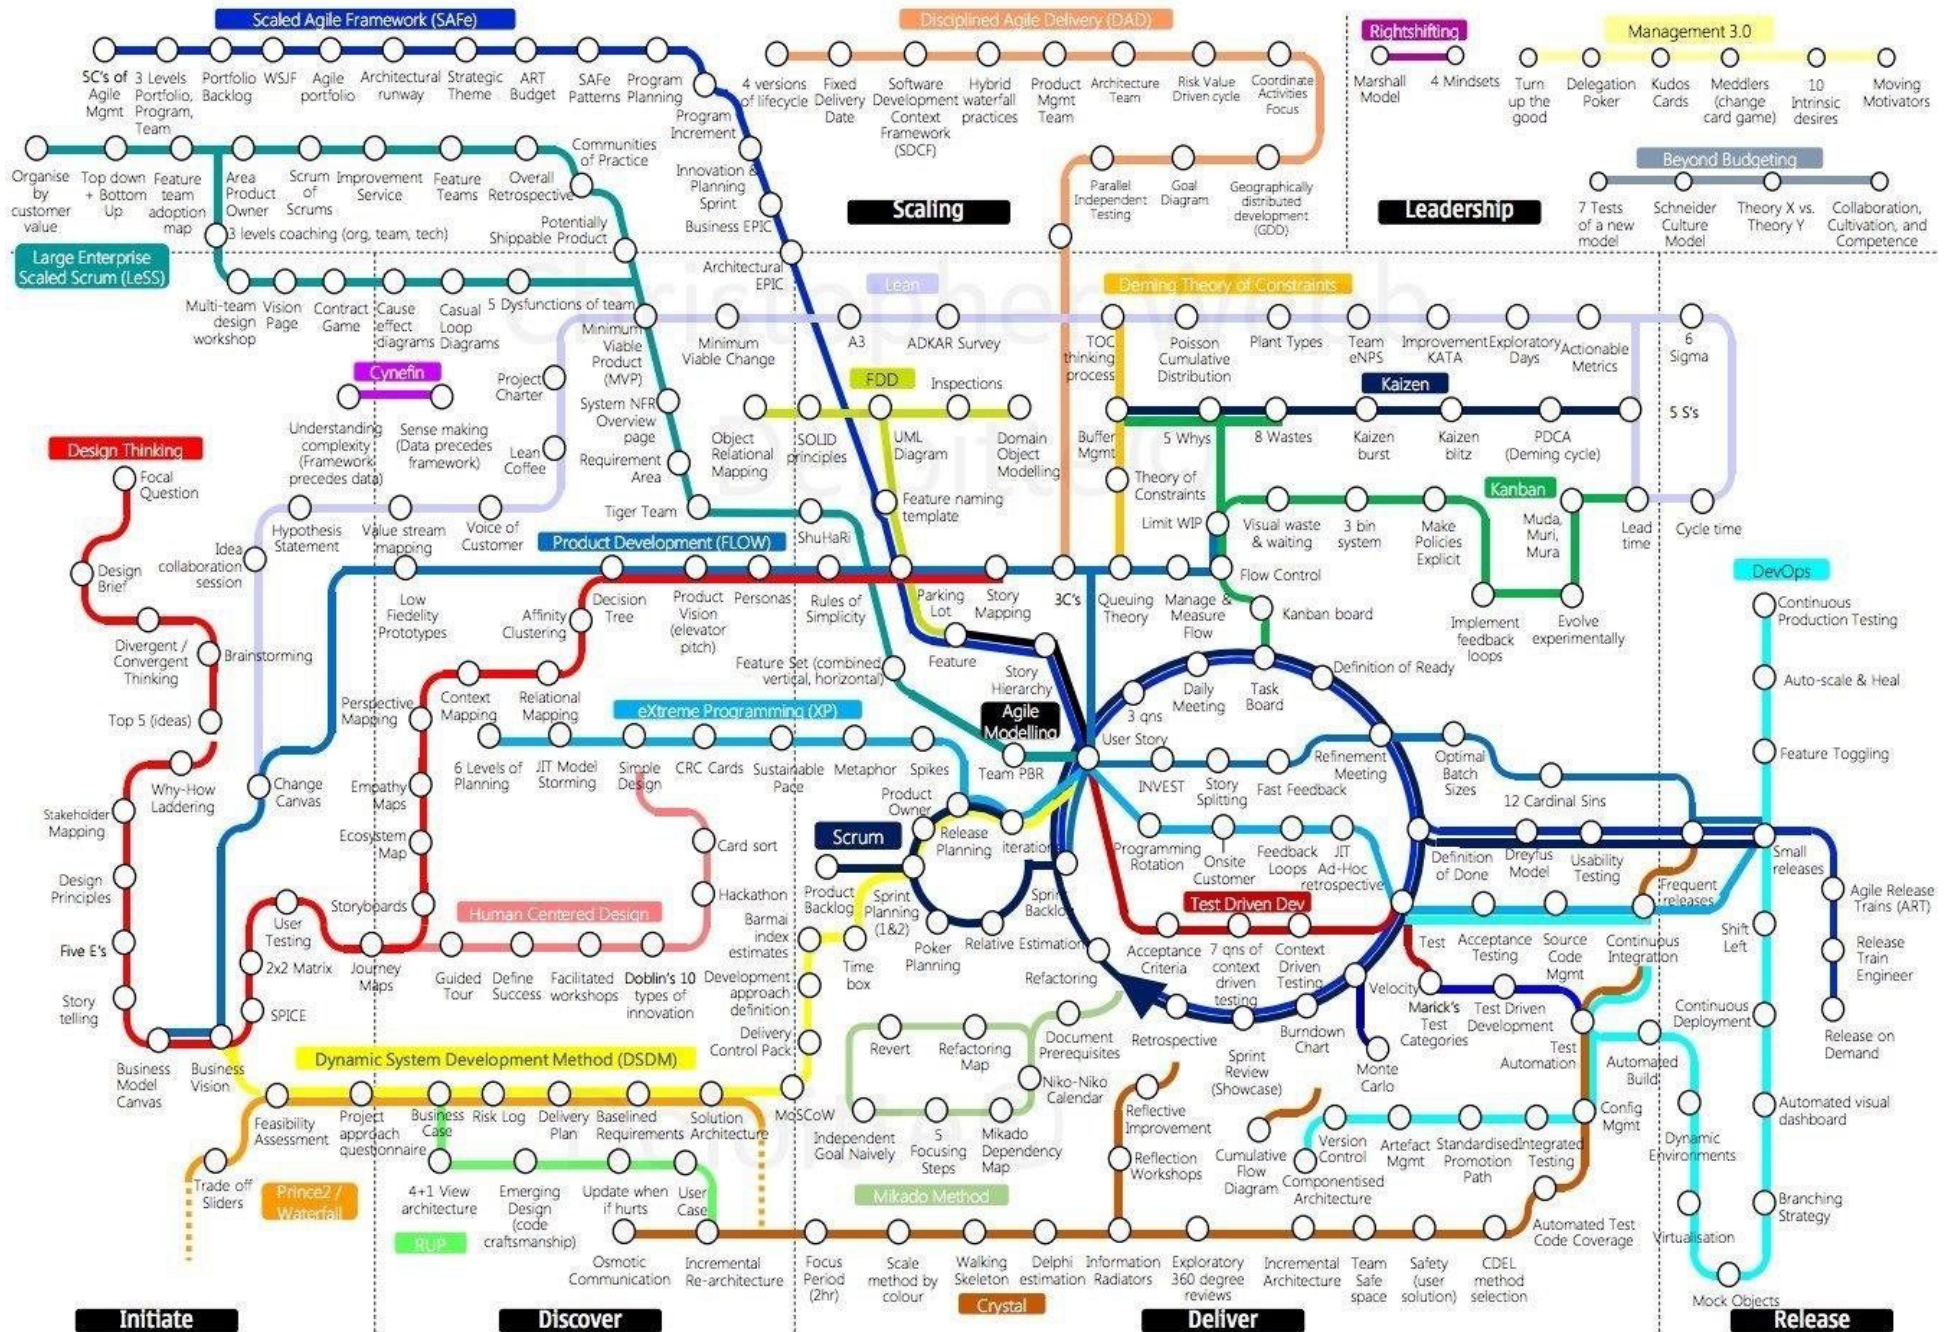 Scaled Agile Framework (SAFe)
5C's of
Agile
Mgmt
3 Levels
Portfolio,
Program,
Team
Portfolio
Backlog
WSJF
Agile
portfolio
Architectural
runway
Strategic
Theme
ART
Budget
SAFe
Patterns
Program
Planning
Program
Increment
Innovation &
Planning
Sprint
Business EPIC
Architectural
EPIC
Disciplined Agile Delivery (DAD)
4 versions
of lifecycle
Fixed
Delivery
Date
Software
Development
Context
Framework
(SDCF)
Hybrid
waterfall
practices
Product
Mgmt
Team
Architecture
Team
Risk Value
Driven cycle
Coordinate
Activities
Focus
Parallel
Independent
Testing
Goal
Diagram
Geographically
distributed
development
(GDD)
Scaling
Rightshifting
Marshall
Model
4 Mindsets
Management 3.0
Turn
up the
good
Delegation
Poker
Kudos
Cards
Meddlers
(change
card game)
10
Intrinsic
desires
Moving
Motivators
Beyond Budgeting
7 Tests
of a new
model
Schneider
Culture
Model
Theory X vs.
Theory Y
Collaboration,
Cultivation, and
Competence
Leadership
Organise
by
customer
value
Top down
+ Bottom
Up
Feature
team
adoption
map
Area
Product
Owner
Scrum
of
Scrums
Improvement
Service
Feature
Teams
Overall
Retrospective
Communities
of Practice
Potentially
Shippable Product
3 levels coaching (org, team, tech)
Large Enterprise
Scaled Scrum (LeSS)
Multi-team
design
workshop
Vision
Page
Contract
Game
Cause
effect
diagrams
Casual
Loop
Diagrams
5 Dysfunctions of team
Christopher Webb
Deloitte
Minimum
Viable
Product
(MVP)
System NFR
Overview
page
Requirement
Area
Tiger Team
ShuHaRi
Feature Set (combined,
vertical, horizontal)
Team PBR
Lean
Minimum
Viable Change
A3
ADKAR Survey
Project
Charter
Lean
Coffee
Voice of
Customer
Value stream
mapping
Hypothesis
Statement
Idea
collaboration
session
Change
Canvas
Cynefin
Understanding
complexity
(Framework
precedes data)
Sense making
(Data precedes
framework)
FDD
Object
Relational
Mapping
SOLID
principles
UML
Diagram
Inspections
Domain
Object
Modelling
Feature naming
template
Deming Theory of Constraints
TOC
thinking
process
Poisson
Cumulative
Distribution
Plant Types
Team
eNPS
Improvement
KATA
Exploratory
Days
Actionable
Metrics
6
Sigma
Kaizen
Buffer
Mgmt
5 Whys
8 Wastes
Kaizen
burst
Kaizen
blitz
PDCA
(Deming cycle)
5 S's
Theory of
Constraints
Limit WIP
Kanban
Visual waste
& waiting
3 bin
system
Make
Policies
Explicit
Muda,
Muri,
Mura
Lead
time
Cycle time
Implement
feedback
loops
Evolve
experimentally
Kanban board
Design Thinking
Focal
Question
Design
Brief
Divergent /
Convergent
Thinking
Brainstorming
Top 5 (ideas)
Why-How
Laddering
Stakeholder
Mapping
Design
Principles
Five E's
Story
telling
Business
Model
Canvas
Business
Vision
SPICE
2x2 Matrix
User
Testing
Journey
Maps
Storyboards
Ecosystem
Map
Empathy
Maps
Perspective
Mapping
Context
Mapping
Relational
Mapping
Affinity
Clustering
Product Development (FLOW)
Low
Fiedelity
Prototypes
Decision
Tree
Product
Vision
(elevator
pitch)
Personas
Rules of
Simplicity
Parking
Lot
Story
Mapping
3C's
Queuing
Theory
Manage &
Measure
Flow
Flow Control
Feature
Story
Hierarchy
Agile
Modelling
User Story
3 qns
Daily
Meeting
Task
Board
Definition of Ready
Refinement
Meeting
INVEST
Story
Splitting
Fast Feedback
Optimal
Batch
Sizes
12 Cardinal Sins
eXtreme Programming (XP)
6 Levels of
Planning
JIT Model
Storming
Simple
Design
CRC Cards
Sustainable
Pace
Metaphor
Spikes
Product
Owner
Release
Planning
iteration
Programming
Rotation
Onsite
Customer
Feedback
Loops
JIT
Ad-Hoc
retrospective
Definition
of Done
Dreyfus
Model
Usability
Testing
Frequent
releases
Small
releases
Scrum
Product
Backlog
Sprint
Planning
(1&2)
Poker
Planning
Relative Estimation
Sprint
Backlog
Refactoring
Human Centered Design
Card sort
Hackathon
Guided
Tour
Define
Success
Facilitated
workshops
Doblin's 10
types of
innovation
Barmai
index
estimates
Time
box
Development
approach
definition
Delivery
Control Pack
MoSCoW
Test Driven Dev
Acceptance
Criteria
7 qns of
context
driven
testing
Context
Driven
Testing
Velocity
Burndown
Chart
Sprint
Review
(Showcase)
Retrospective
Monte
Carlo
Test
Marick's
Test
Categories
Test Driven
Development
Acceptance
Testing
Source
Code
Mgmt
Continuous
Integration
Test
Automation
Automated
Build
Config
Mgmt
Dynamic
Environments
Virtualisation
Mock Objects
DevOps
Continuous
Production Testing
Auto-scale & Heal
Feature Toggling
Shift
Left
Continuous
Deployment
Automated visual
dashboard
Branching
Strategy
Agile Release
Trains (ART)
Release
Train
Engineer
Release on
Demand
Dynamic System Development Method (DSDM)
Feasibility
Assessment
Project
approach
questionnaire
Business
Case
Risk Log
Delivery
Plan
Baselined
Requirements
Solution
Architecture
Trade off
Sliders
Prince2 /
Waterfall
RUP
4+1 View
architecture
Emerging
Design
(code
craftsmanship)
Update when
if hurts
User
Case
Mikado Method
Revert
Refactoring
Map
Document
Prerequisites
Niko-Niko
Calendar
Independent
Goal Naively
5
Focusing
Steps
Mikado
Dependency
Map
Reflective
Improvement
Reflection
Workshops
Cumulative
Flow
Diagram
Version
Control
Componentised
Architecture
Artefact
Mgmt
Standardised
Promotion
Path
Integrated
Testing
Automated Test
Code Coverage
Osmotic
Communication
Incremental
Re-architecture
Focus
Period
(2hr)
Scale
method by
colour
Walking
Skeleton
Delphi
estimation
Information
Radiators
Exploratory
360 degree
reviews
Incremental
Architecture
Team
Safe
space
Safety
(user
solution)
CDEL
method
selection
Crystal
Initiate
Discover
Deliver
Release